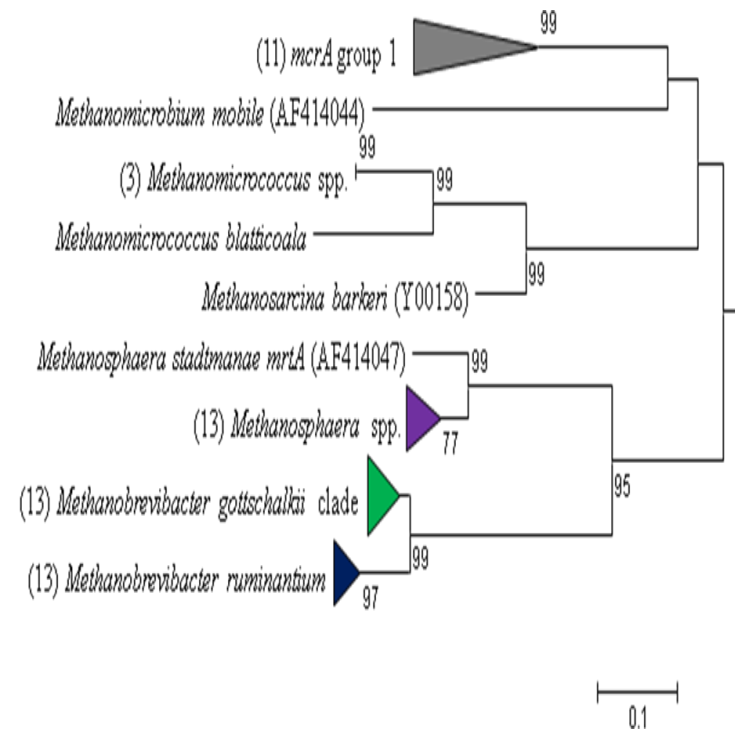 99
(11) mcrA group 1
Methanomicrobium mobile (AF414044)
99
(3) Methanomicrococcus spp.
99
Methanomicrococcus blatticoala
99
Methanosarcina barkeri (Y00158)
Methanosphaera stadtmanae mrtA (AF414047)
99
(13) Methanosphaera spp.
77
95
(13) Methanobrevibacter gottschalkii clade
99
(13) Methanobrevibacter ruminantium
97
0.1